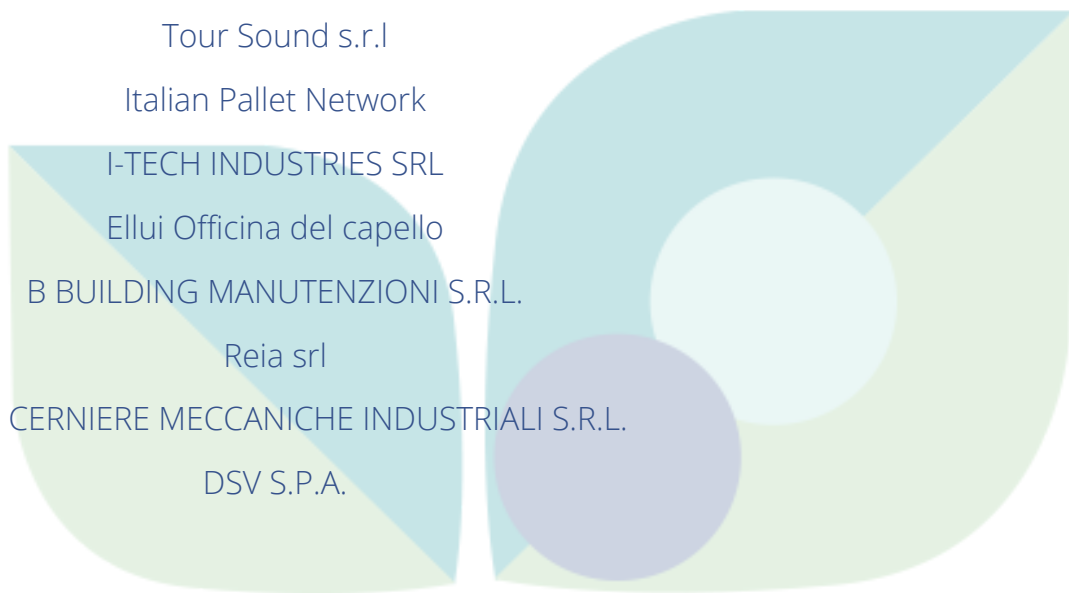 Tour Sound s.r.l
Italian Pallet Network
I-TECH INDUSTRIES SRL
Ellui Officina del capello
B BUILDING MANUTENZIONI S.R.L.
Reia srl
CERNIERE MECCANICHE INDUSTRIALI S.R.L.
DSV S.P.A.